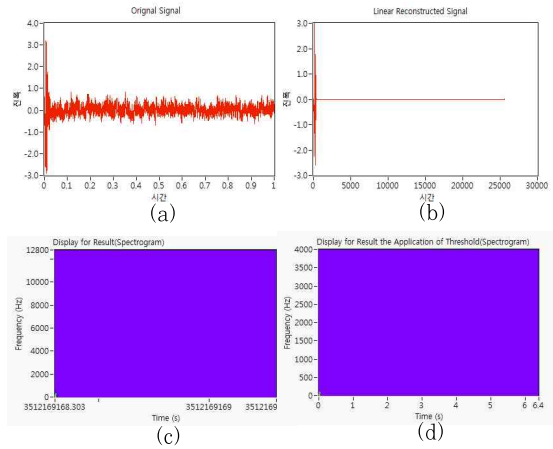 Orignal Signal
4.0
3.0
2.0
1.0
0.0
-1.0
-2.0
-3.0
진폭
0 0.1 0.2 0.3 0.4 0.5 0.6 0.7 0.8 0.9 1
시간
(a)
Linear Reconstructed Signal
3.0
2.0
1.0
0.0
-1.0
-2.0
-3.0
진폭
0 5000 10000 15000 20000 25000 30000
시간
(b)
Display for Result(Spectrogram)
12800
10000
8000
6000
4000
2000
0
Frequency (Hz)
3512169168.303 3512169169 3512169
Time (s)
(c)
Display for Result the Application of Threshold(Spectrogram)
4000
3500
3000
2500
2000
1500
1000
500
0
Frequency (Hz)
0 1 2 3 4 5 6 6.4
Time (s)
(d)